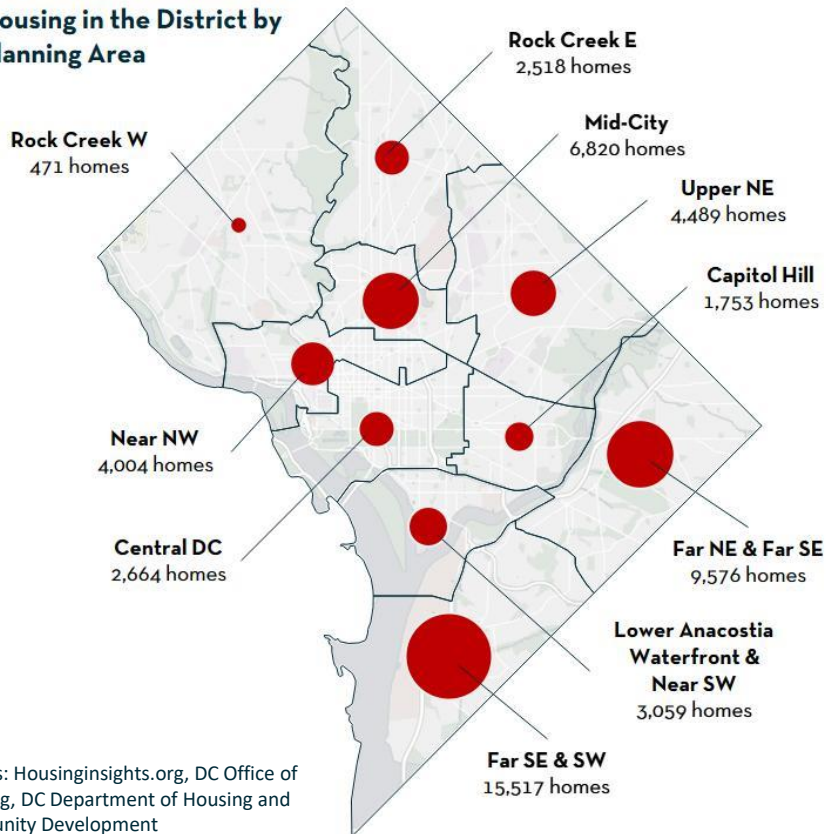 ousing in the District by
lanning Area
Rock Creek E
2,518 homes
Mid-City
6,820 homes
Rock Creek W
471 homes
Upper NE
4,489 homes
Capitol Hill
1,753 homes
Near NW
4,004 homes
Central DC
2,664 homes
Far NE & Far SE
9,576 homes
Lower Anacostia
Waterfront &
Near SW
3,059 homes
Far SE & SW
15,517 homes
s: Housinginsights.org, DC Office of
g, DC Department of Housing and
unity Development